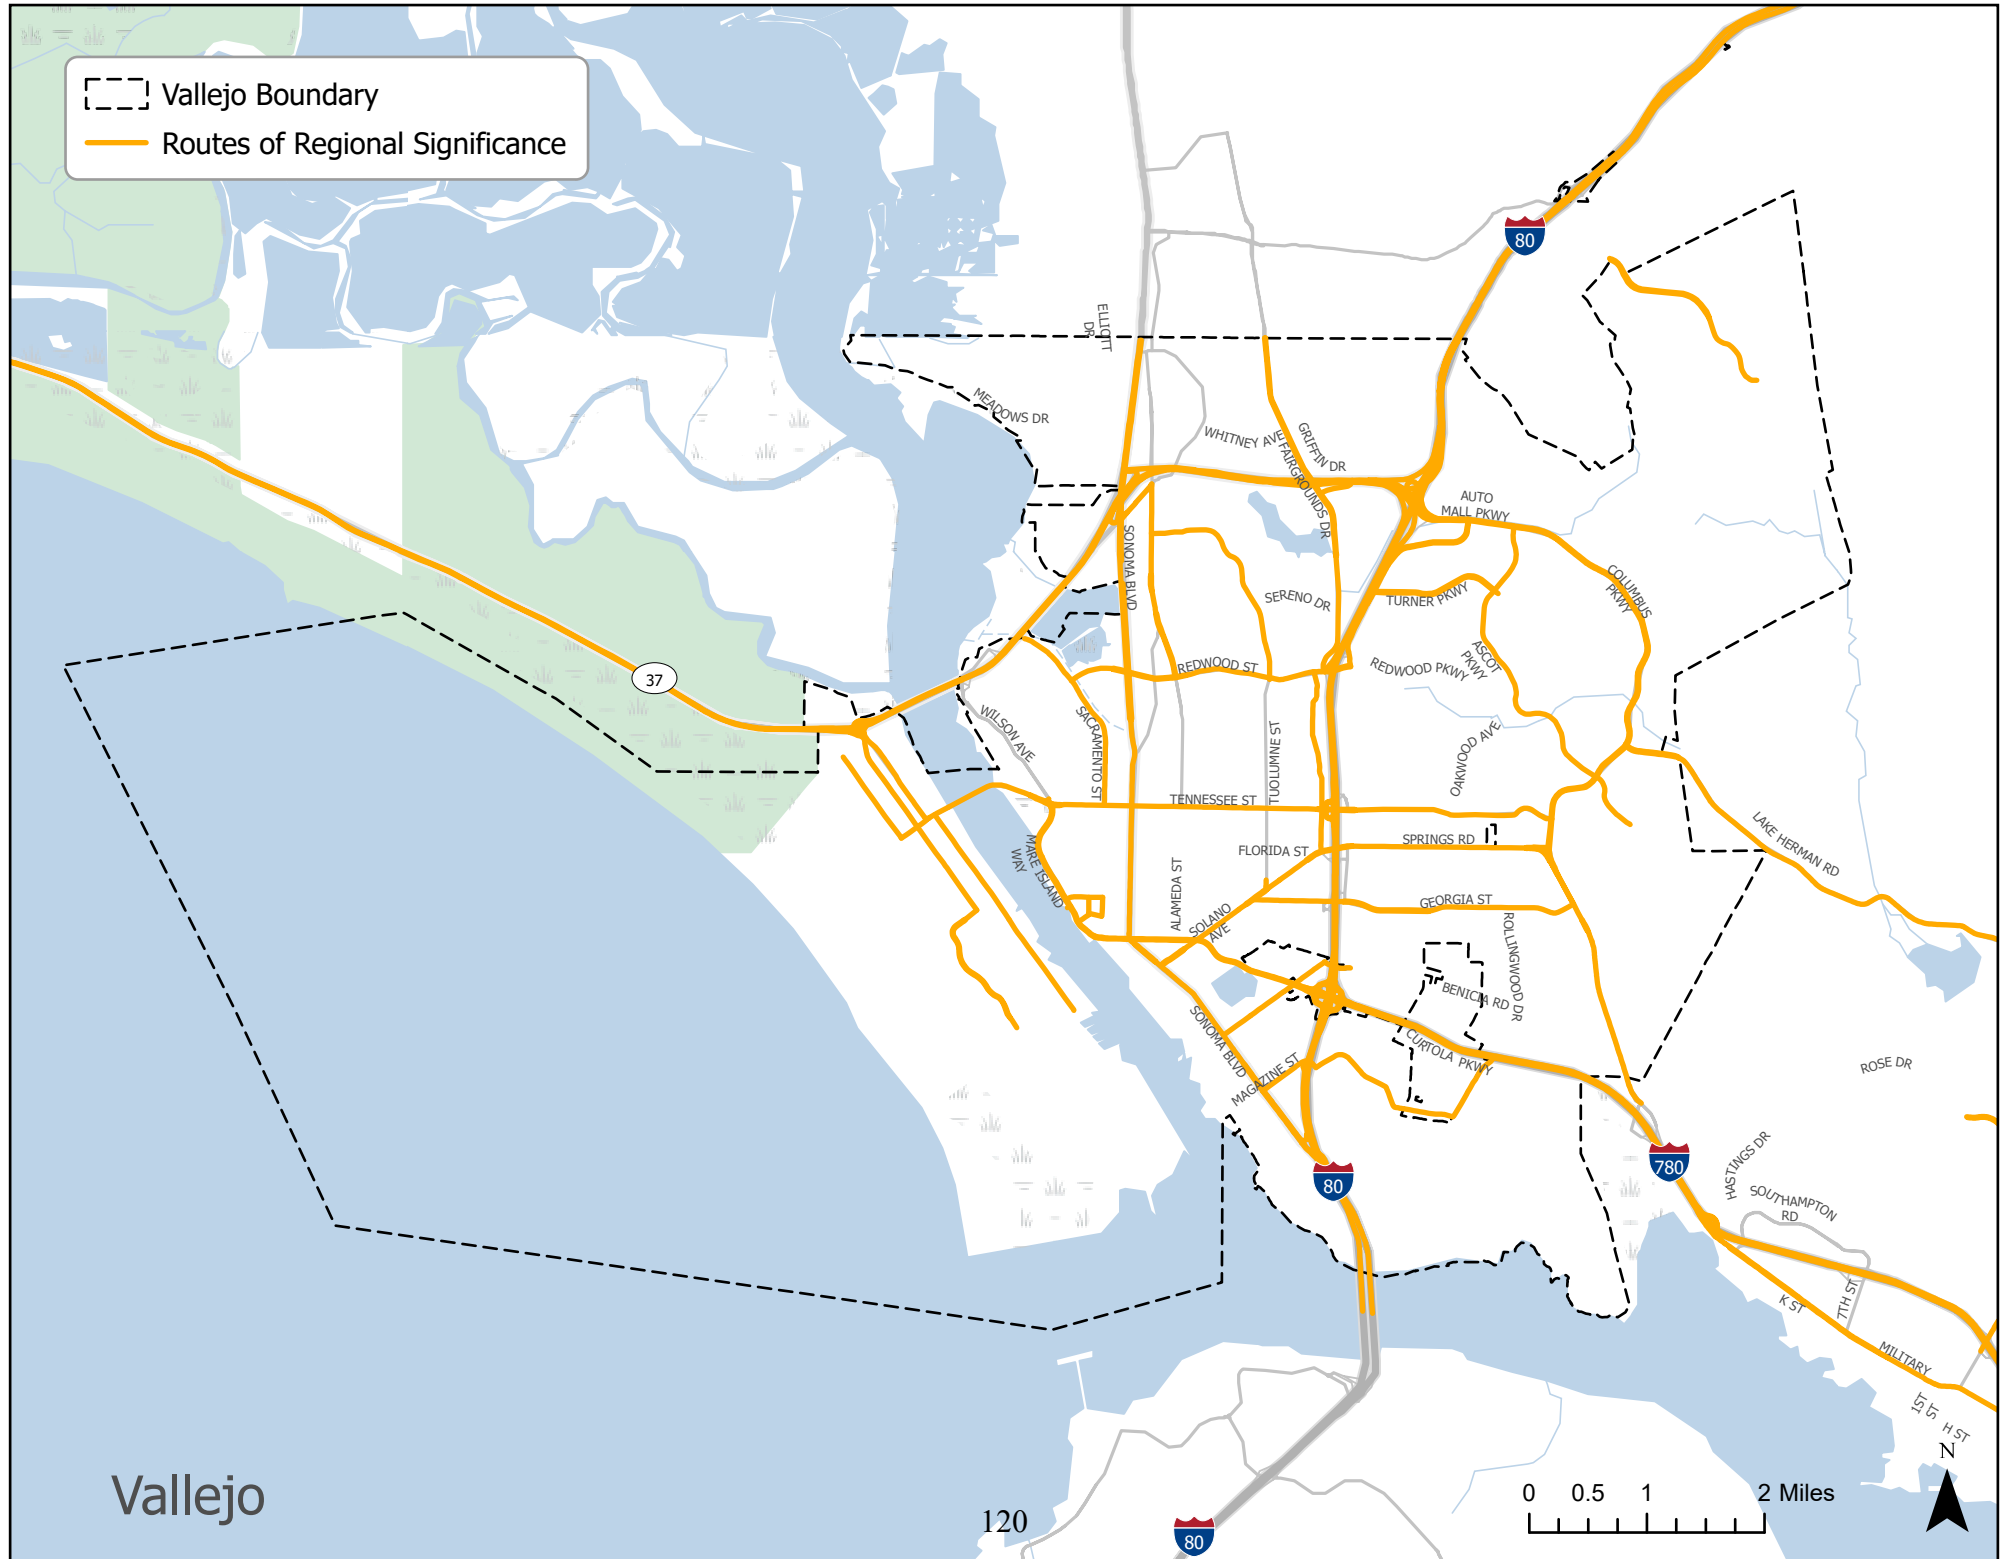 Vallejo Boundary
Routes of Regional Significance
80
ELLIOTT
DR
MEADOWS DR
WHITNEY AVE
GRIFFIN DR
E FAIRGROUNDS DR
AUTO
MALL PKWY
SONOMA BLVD
SERENO DR
TURNER PKWY
COLUMBUS
PKWY
37
REDWOOD ST
REDWOOD PKWY
ASCOT
PKWY
WILSON AVE
SACRAMENTO ST
TUOLUMNE ST
OAKWOOD AVE
TENNESSEE ST
SPRINGS RD
FLORIDA ST
LAKE HERMAN RD
MARE ISLAND
WAY
ALAMEDA ST
SOLANO
AVE
GEORGIA ST
ROLLINGWOOD DR
BENICIA RD
SONOMA BLVD
CURTOLA PKWY
MAGAZINE ST
ROSE DR
80
780
HASTINGS DR
SOUTHAMPTON
RD
K ST
7TH ST
MILITARY
1ST
ST
H ST
N
Vallejo
120
80
0 0.5 1 2 Miles